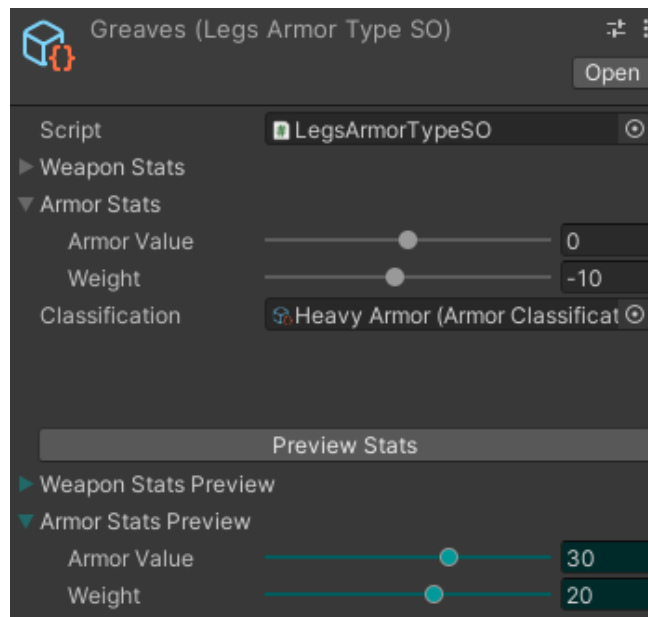 Greaves (Legs Armor Type SO)
Open
Script LegsArmorTypeSO
Weapon Stats
Armor Stats
Armor Value 0
Weight -10
Classification Heavy Armor (Armor Classificat
Preview Stats
Weapon Stats Preview
Armor Stats Preview
Armor Value 30
Weight 20